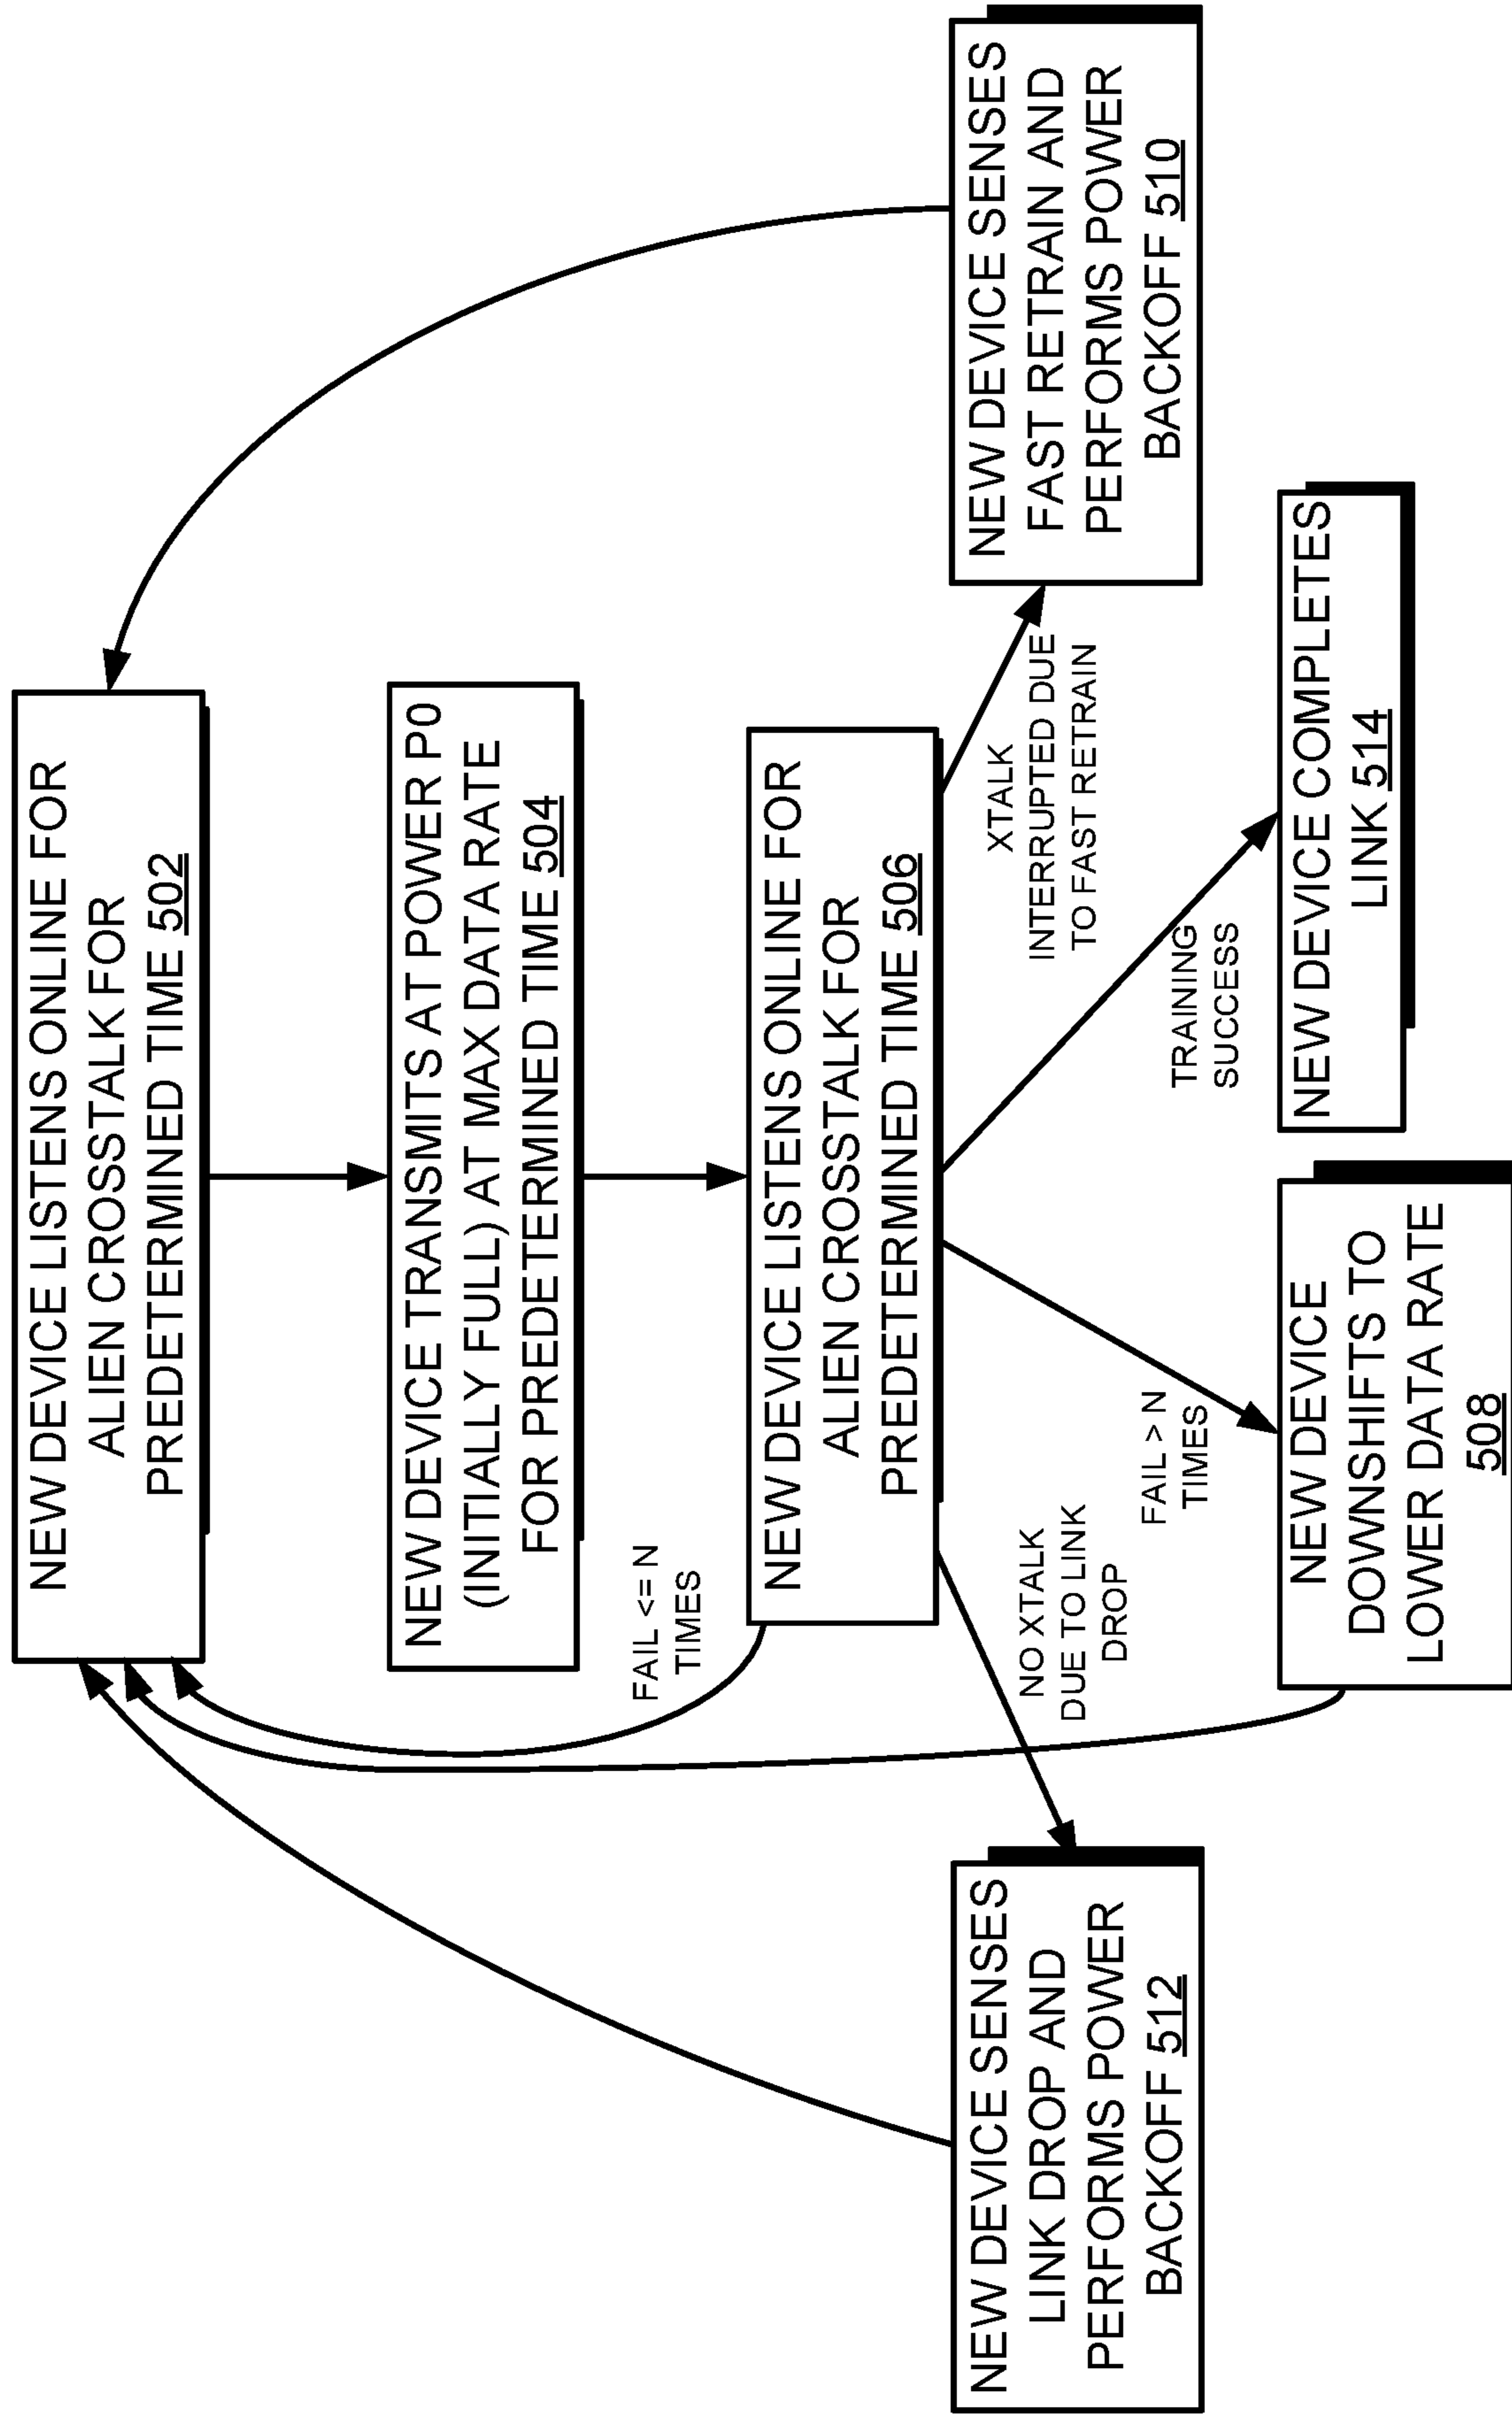 NEW DEVICE LISTENS ONLINE FOR
ALIEN CROSSTALK FOR
PREDETERMINED TIME 502
NEW DEVICE TRANSMITS AT POWER P0
(INITIALLY FULL) AT MAX DATA RATE
FOR PREDETERMINED TIME 504
FAIL <= N
TIMES
NEW DEVICE LISTENS ONLINE FOR
ALIEN CROSSTALK FOR
PREDETERMINED TIME 506
NO XTALK
DUE TO LINK
DROP
FAIL > N
TIMES
TRAINING
SUCCESS
XTALK
INTERRUPTED DUE
TO FAST RETRAIN
NEW DEVICE SENSES
LINK DROP AND
PERFORMS POWER
BACKOFF 512
NEW DEVICE
DOWNSHIFTS TO
LOWER DATA RATE
508
NEW DEVICE COMPLETES
LINK 514
NEW DEVICE SENSES
FAST RETRAIN AND
PERFORMS POWER
BACKOFF 510